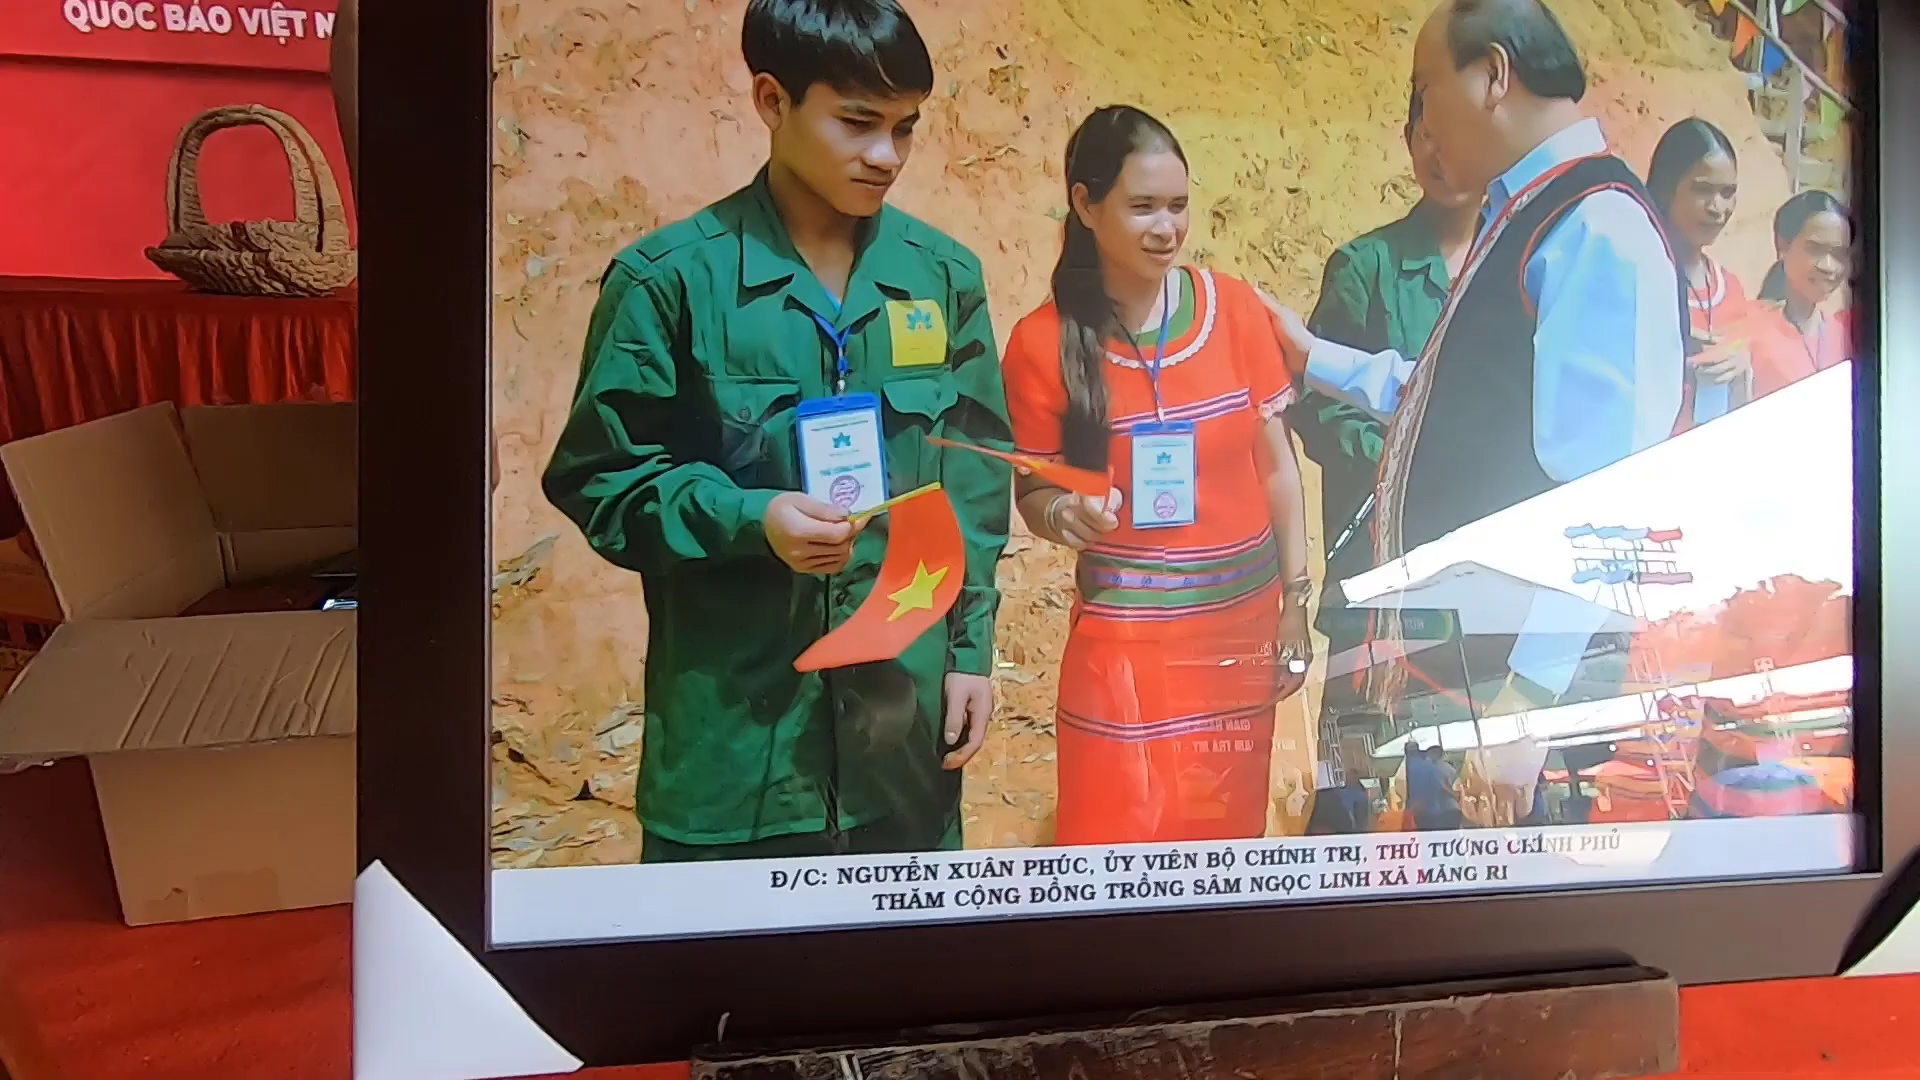 QUỐC BẢO VIỆT N
Đ/C: NGUYỄN XUÂN PHÚC, ỦY VIÊN BỘ CHÍNH TRỊ, THỦ TƯỚNG CHÍNH PHỦ
THĂM CỘNG ĐỒNG TRỒNG SÂM NGỌC LINH XÃ MĂNG RI